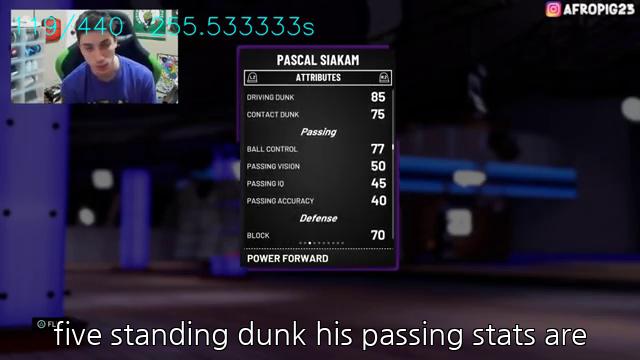 119/440 255.533333s
AFROPIG23
PASCAL SIAKAM
ATTRIBUTES
DRIVING DUNK 85
CONTACT DUNK 75
Passing
BALL CONTROL 77
PASSING VISION 50
PASSING IQ 45
PASSING ACCURACY 40
Defense
BLOCK 70
POWER FORWARD
five standing dunk his passing stats are